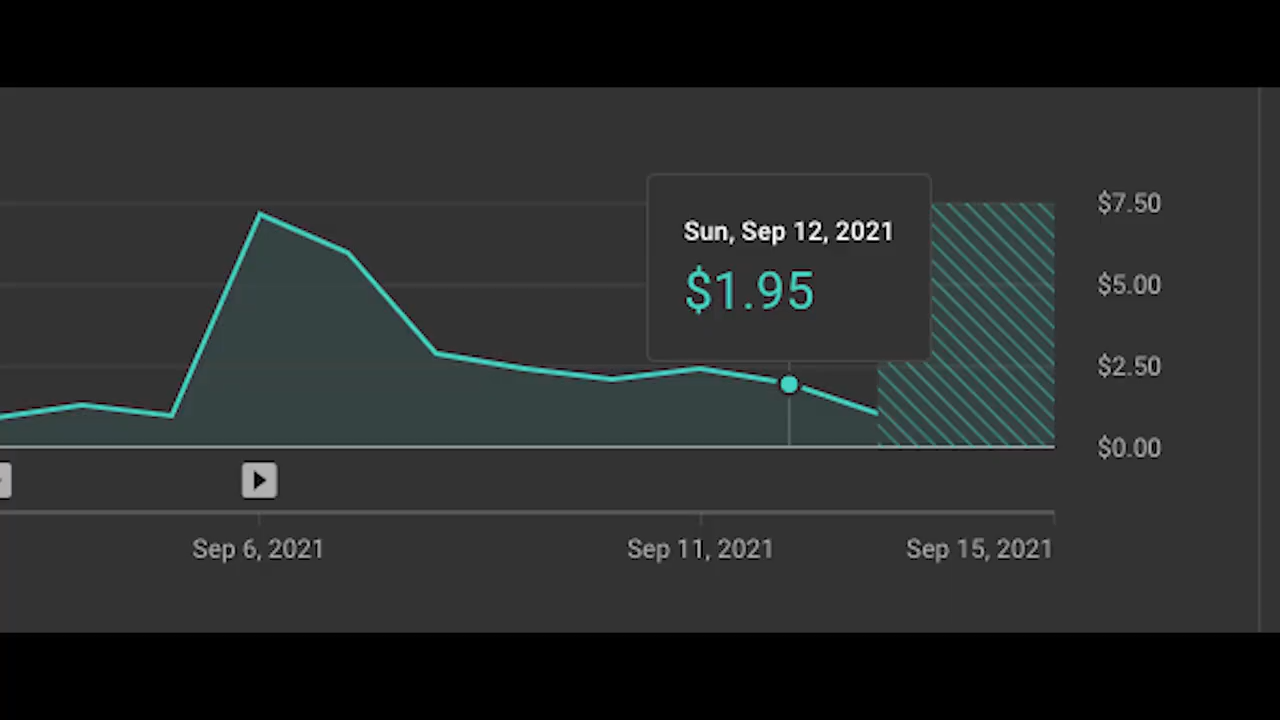 Sun, Sep 12, 2021
$1.95
$7.50
$5.00
$2.50
$0.00
Sep 6, 2021
Sep 11, 2021
Sep 15, 2021